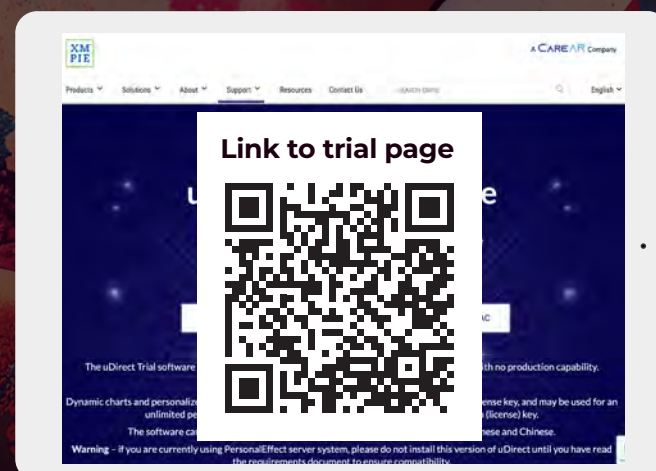 XM
PIE
A CAREAR Company
Products
Solutions
About
Support
Resources
Contact Us
English
Link to trial page
u
e
AC
The uDirect Trial software
ith no production capability.
Dynamic charts and personalize
ense key, and may be used for an
unlimited pe
(license) key.
The software ca
nese and Chinese.
Warning – if you are currently using PersonalEffect server system, please do not install this version of uDirect until you have read
the requirements document to ensure compatibility.